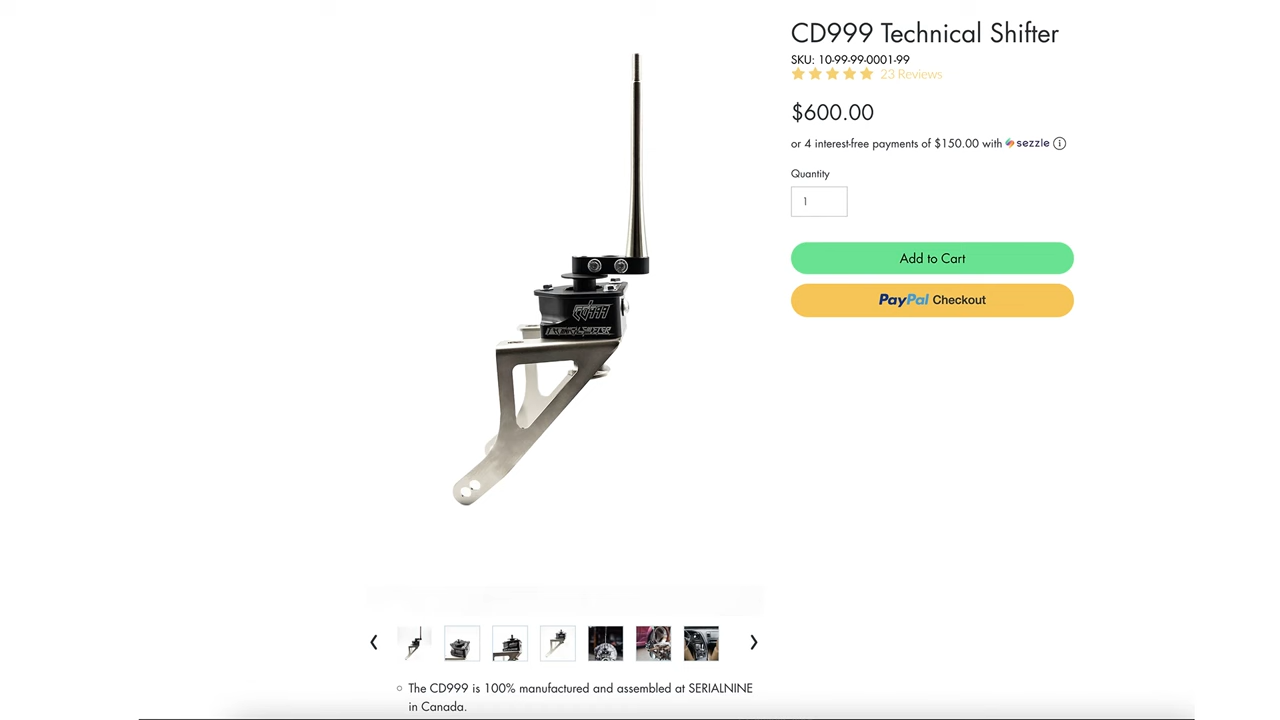 CD999 Technical Shifter
SKU: 10-99-99-0001-99
23 Reviews
$600.00
or 4 interest-free payments of $150.00 with sezzle
Quantity
1
Add to Cart
PayPal Checkout
CD999
The CD999 is 100% manufactured and assembled at SERIALNINE
in Canada.